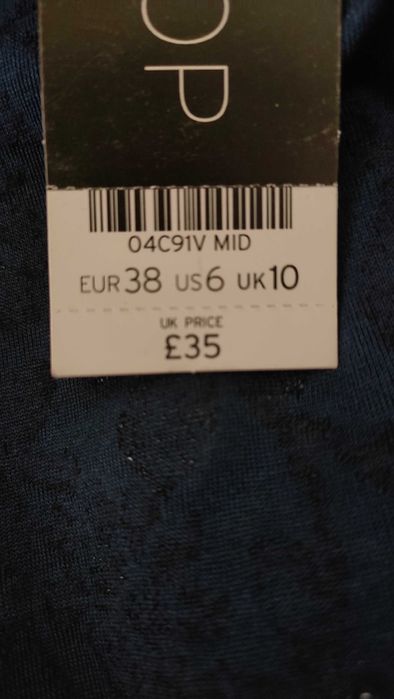 OP
04C91V MID
EUR 38 US 6 UK 10
UK PRICE
£35